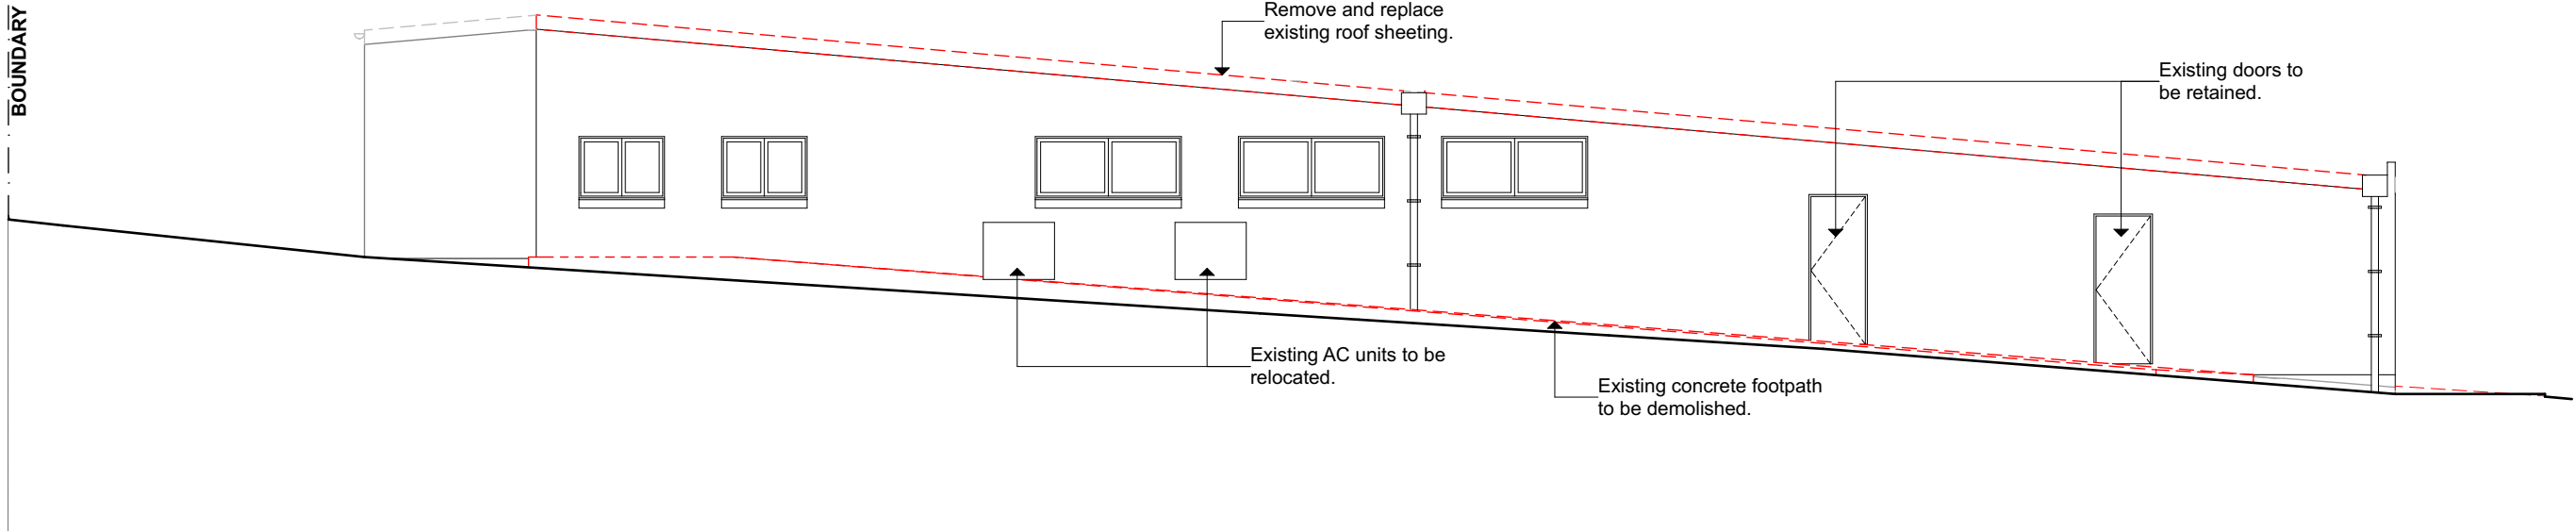 BOUNDARY
Remove and replace
existing roof sheeting.
Existing doors to
be retained.
Existing AC units to be
relocated.
Existing concrete footpath
to be demolished.